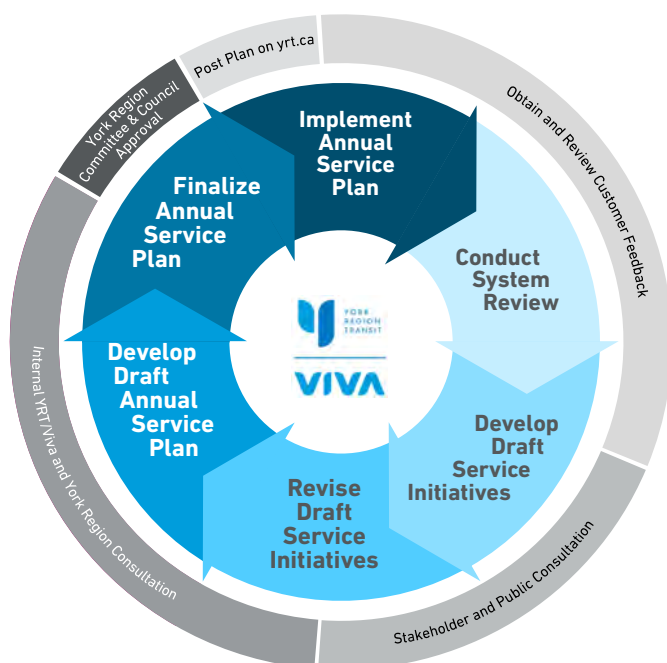 Post Plan on yrt.ca
Obtain and Review Customer Feedback
Stakeholder and Public Consultation
Internal YRT/Viva and York Region Consultation
York Region
Committee & Council
Approval
Implement
Annual
Service
Plan
Conduct
System
Review
Develop
Draft
Service
Initiatives
Revise
Draft
Service
Initiatives
Develop
Draft
Annual
Service
Plan
Finalize
Annual
Service
Plan
YORK
REGION
TRANSIT
VIVA